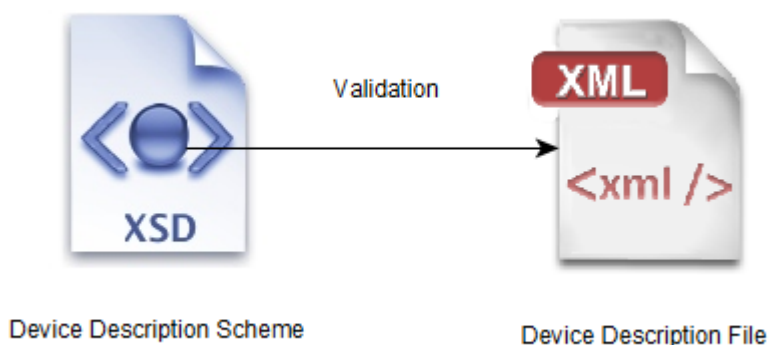 Validation
XML
<xml />
XSD
Device Description Scheme
Device Description File